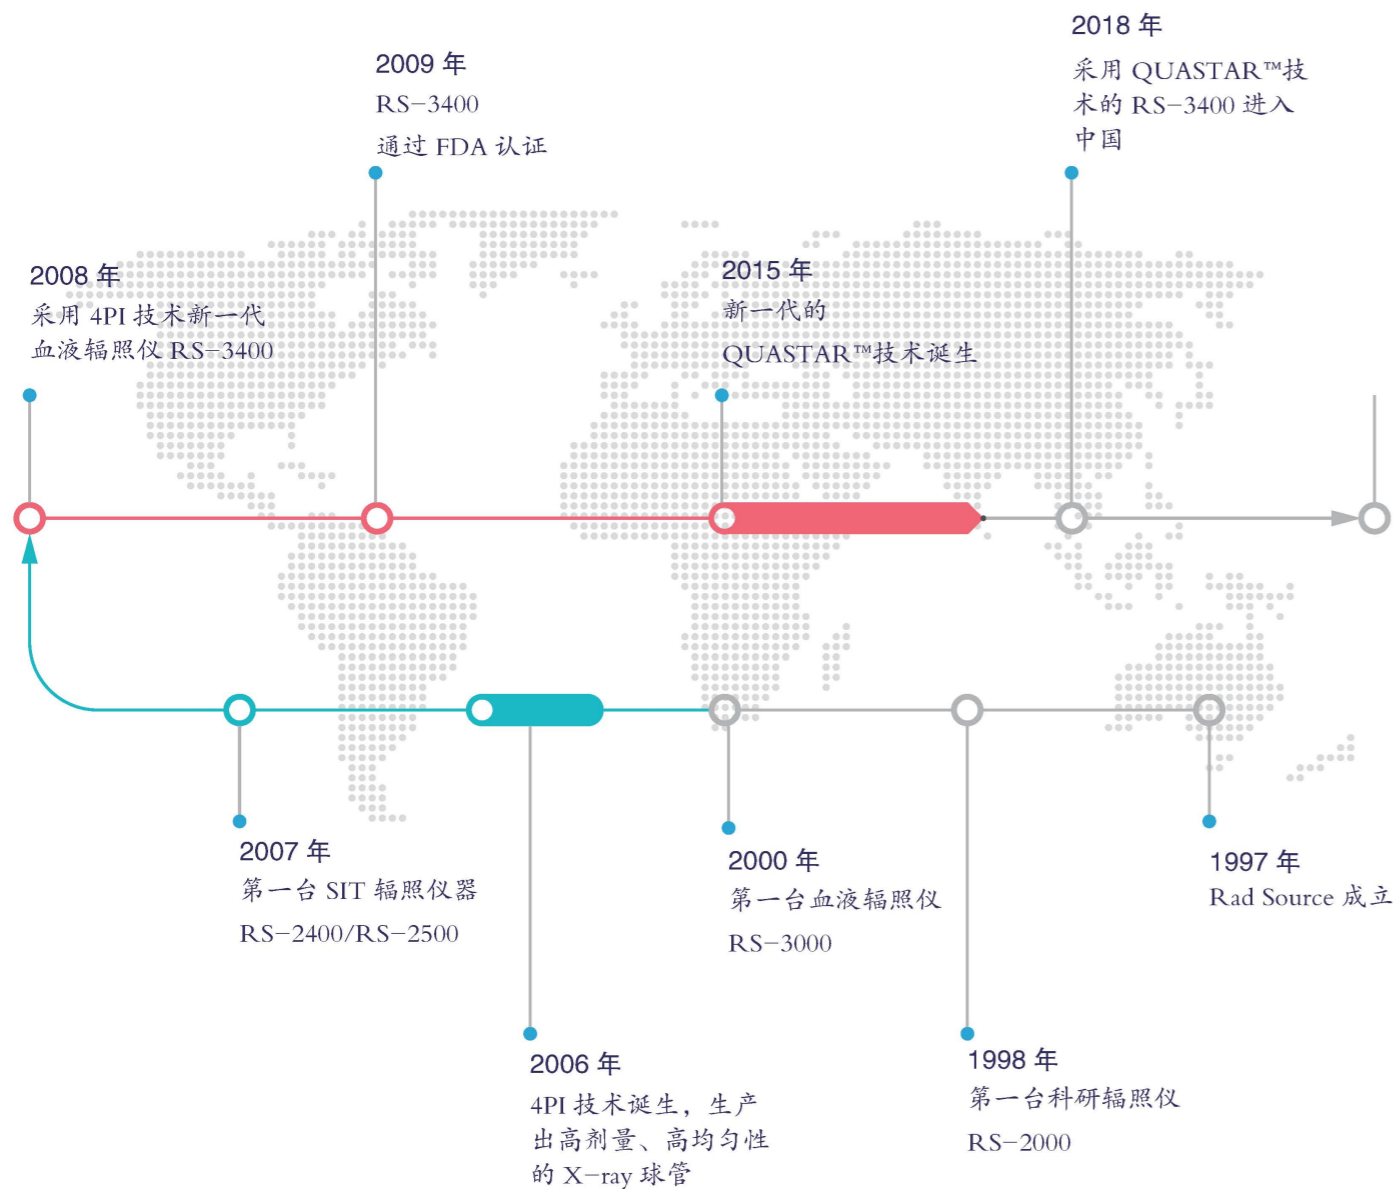 2018 年
采用 QUASTAR™技
术的 RS-3400 进入
中国
2009 年
RS-3400
通过 FDA 认证
2008 年
采用 4PI 技术新一代
血液辐照仪 RS-3400
2015 年
新一代的
QUASTAR™技术诞生
2007 年
第一台 SIT 辐照仪器
RS-2400/RS-2500
2000 年
第一台血液辐照仪
RS-3000
1997 年
Rad Source 成立
2006 年
4PI 技术诞生，生产
出高剂量、高均匀性
的 X-ray 球管
1998 年
第一台科研辐照仪
RS-2000